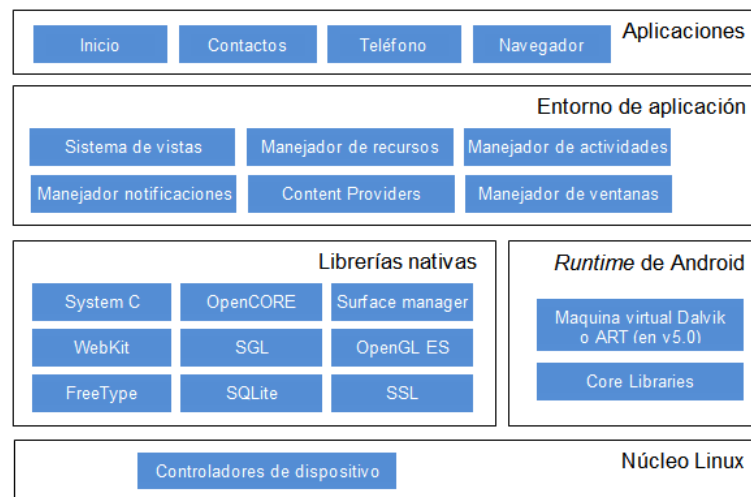 Aplicaciones
Inicio
Contactos
Teléfono
Navegador
Entorno de aplicación
Sistema de vistas
Manejador de recursos
Manejador de actividades
Manejador notificaciones
Content Providers
Manejador de ventanas
Librerías nativas
System C
OpenCORE
Surface manager
WebKit
SGL
OpenGL ES
FreeType
SQLite
SSL
Runtime de Android
Maquina virtual Dalvik
o ART (en v5.0)
Core Libraries
Núcleo Linux
Controladores de dispositivo